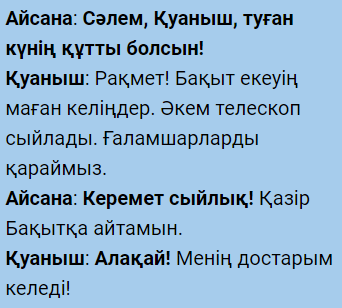 Айсана: Сәлем, Қуаныш, туған
күнің құтты болсын!
Қуаныш: Рақмет! Бақыт екеуің
маған келіңдер. Әкем телескоп
сыйлады. Ғаламшарларды
қараймыз.
Айсана: Керемет сыйлық! Қазір
Бақытқа айтамын.
Қуаныш: Алақай! Менің достарым
келеді!